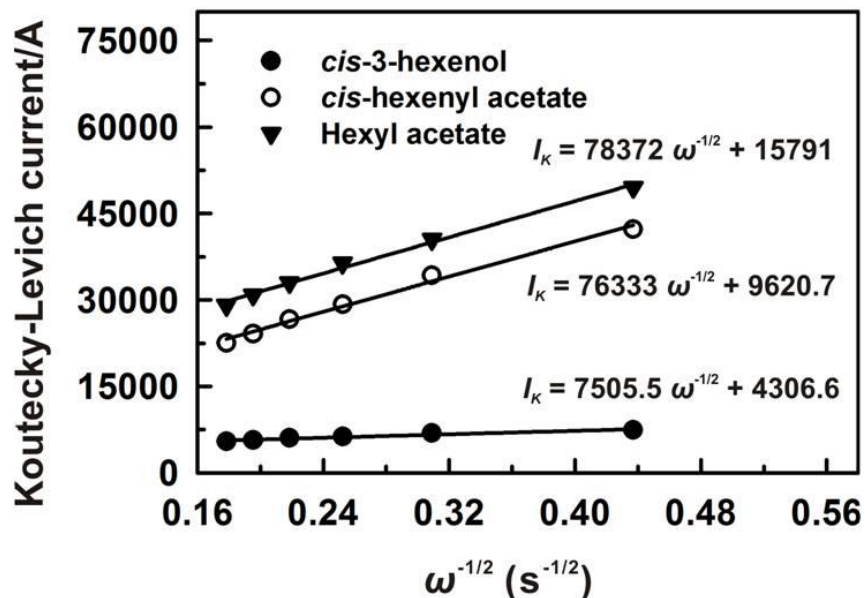 Koutecky-Levich current/A
75000
60000
45000
30000
15000
0
cis-3-hexenol
cis-hexenyl acetate
Hexyl acetate
I_K = 78372 ω^{-1/2} + 15791
I_K = 76333 ω^{-1/2} + 9620.7
I_K = 7505.5 ω^{-1/2} + 4306.6
0.16 0.24 0.32 0.40 0.48 0.56
ω^{-1/2} (s^{-1/2})